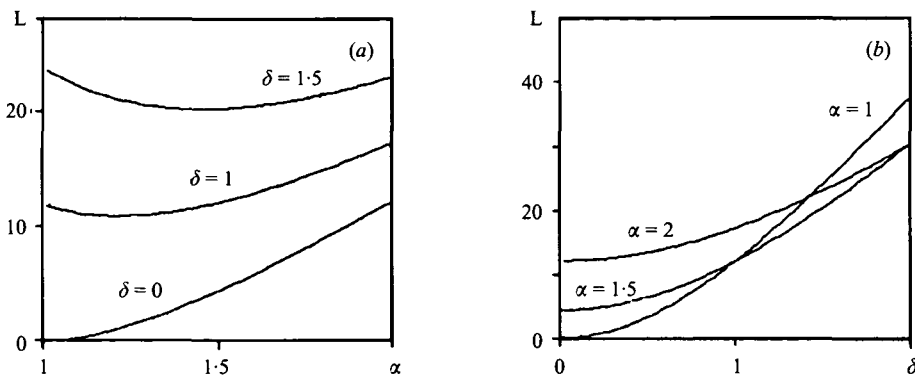 L
(a)
δ = 1·5
20
δ = 1
10
δ = 0
0
1
1·5
α
L
(b)
40
α = 1
20
α = 2
α = 1·5
0
0
1
δ